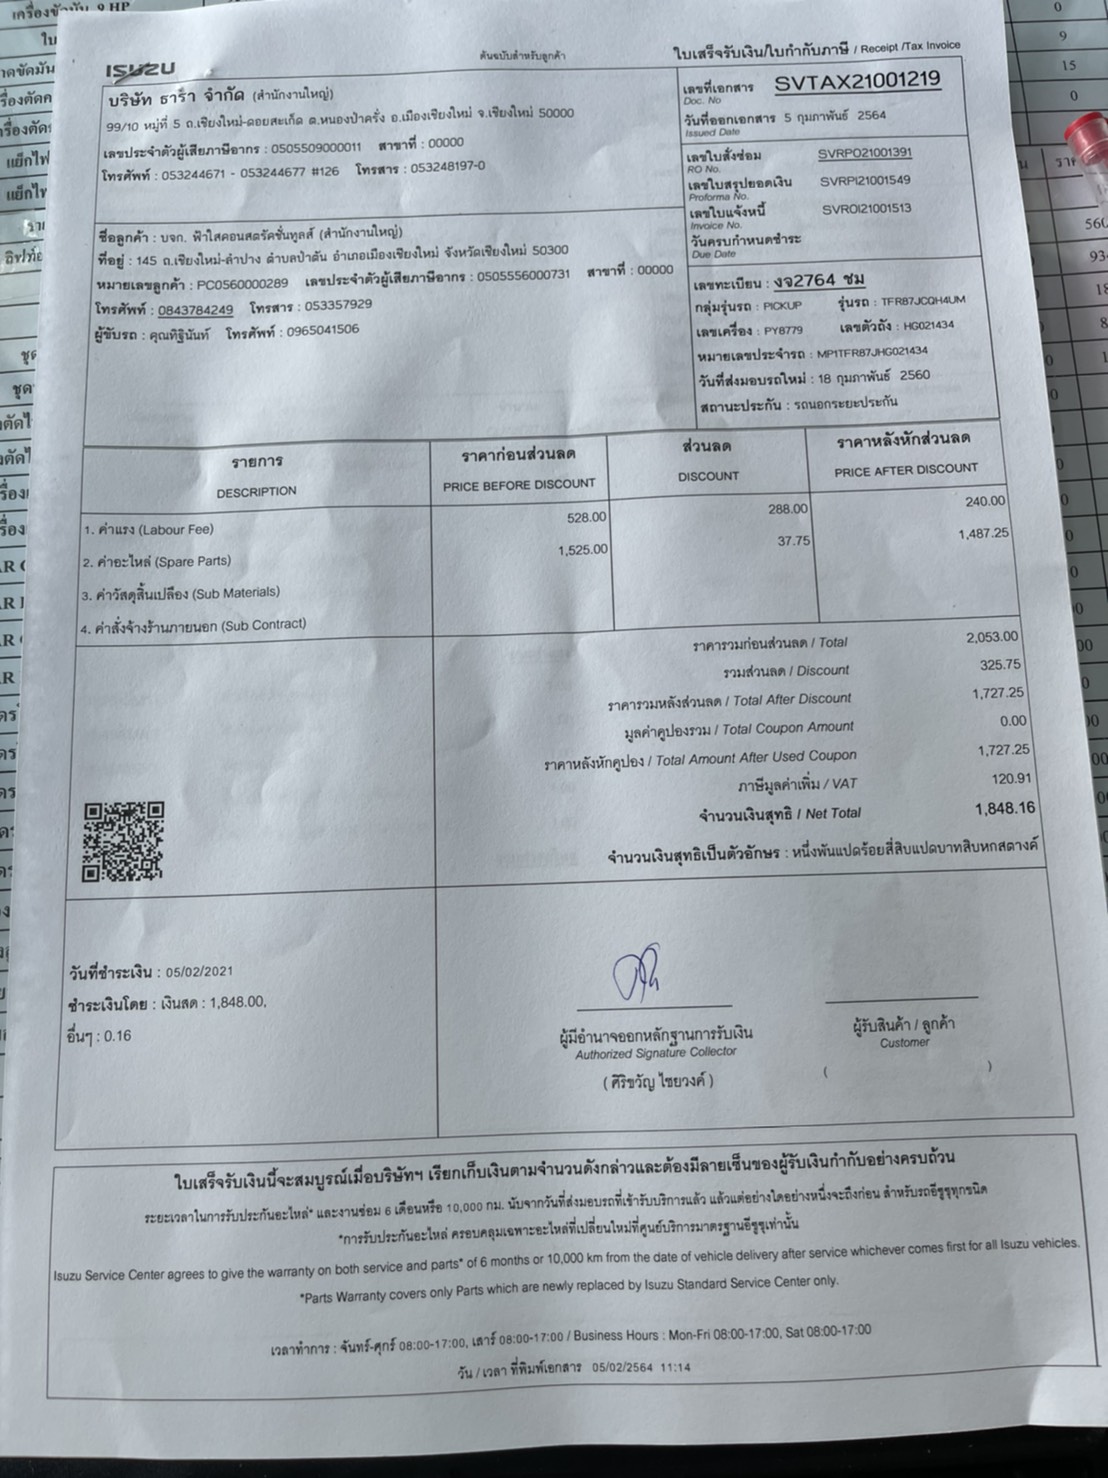 ISUZU
ต้นฉบับสำหรับลูกค้า
ใบเสร็จรับเงิน/ใบกำกับภาษี / Receipt /Tax Invoice
บริษัท ธารา จำกัด (สำนักงานใหญ่)
99/10 หมู่ที่ 5 ถ.เชียงใหม่-ดอยสะเก็ด ต.หนองป่าครั่ง อ.เมืองเชียงใหม่ จ.เชียงใหม่ 50000
เลขประจำตัวผู้เสียภาษีอากร : 0505509000011 สาขาที่ : 00000
โทรศัพท์ : 053244671 - 053244677 #126 โทรสาร : 053248197-0
เลขที่เอกสาร SVTAX21001219
Doc. No
วันที่ออกเอกสาร 5 กุมภาพันธ์ 2564
Issued Date
เลขใบสั่งซ่อม SVRPO21001391
RO No.
เลขใบสรุปยอดเงิน SVRPI21001549
Proforma No.
เลขใบแจ้งหนี้ SVROI21001513
Invoice No.
วันครบกำหนดชำระ
Due Date
ชื่อลูกค้า : บจก. ฟ้าใสคอนสตรัคชั่นทูลส์ (สำนักงานใหญ่)
ที่อยู่ : 145 ถ.เชียงใหม่-ลำปาง ตำบลป่าตัน อำเภอเมืองเชียงใหม่ จังหวัดเชียงใหม่ 50300
หมายเลขลูกค้า : PC0560000289 เลขประจำตัวผู้เสียภาษีอากร : 0505556000731 สาขาที่ : 00000
โทรศัพท์ : 0843784249 โทรสาร : 053357929
ผู้ขับรถ : คุณทิฐินันท์ โทรศัพท์ : 0965041506
เลขทะเบียน : งจ2764 ชม
กลุ่มรุ่นรถ : PICKUP รุ่นรถ : TFR87JCQH4UM
เลขเครื่อง : PY8779 เลขตัวถัง : HG021434
หมายเลขประจำรถ : MP1TFR87JHG021434
วันที่ส่งมอบรถใหม่ : 18 กุมภาพันธ์ 2560
สถานะประกัน : รถนอกระยะประกัน
รายการ ราคาก่อนส่วนลด ส่วนลด ราคาหลังหักส่วนลด
DESCRIPTION PRICE BEFORE DISCOUNT DISCOUNT PRICE AFTER DISCOUNT
1. ค่าแรง (Labour Fee) 528.00 288.00 240.00
2. ค่าอะไหล่ (Spare Parts) 1,525.00 37.75 1,487.25
3. ค่าวัสดุสิ้นเปลือง (Sub Materials)
4. ค่าสั่งจ้างร้านภายนอก (Sub Contract)
ราคารวมก่อนส่วนลด / Total 2,053.00
รวมส่วนลด / Discount 325.75
ราคารวมหลังส่วนลด / Total After Discount 1,727.25
มูลค่าคูปองรวม / Total Coupon Amount 0.00
ราคาหลังหักคูปอง / Total Amount After Used Coupon 1,727.25
ภาษีมูลค่าเพิ่ม / VAT 120.91
จำนวนเงินสุทธิ / Net Total 1,848.16
จำนวนเงินสุทธิเป็นตัวอักษร : หนึ่งพันแปดร้อยสี่สิบแปดบาทสิบหกสตางค์
วันที่ชำระเงิน : 05/02/2021
ชำระเงินโดย : เงินสด : 1,848.00,
อื่นๆ : 0.16
ผู้มีอำนาจออกหลักฐานการรับเงิน
Authorized Signature Collector
( ศิริขวัญ ไชยวงค์ )
ผู้รับสินค้า / ลูกค้า
Customer
( )
ใบเสร็จรับเงินนี้จะสมบูรณ์เมื่อบริษัทฯ เรียกเก็บเงินตามจำนวนดังกล่าวและต้องมีลายเซ็นของผู้รับเงินกำกับอย่างครบถ้วน
ระยะเวลาในการรับประกันอะไหล่* และงานซ่อม 6 เดือนหรือ 10,000 กม. นับจากวันที่ส่งมอบรถที่เข้ารับบริการแล้ว แล้วแต่อย่างใดอย่างหนึ่งจะถึงก่อน สำหรับรถอีซูซุทุกชนิด
*การรับประกันอะไหล่ ครอบคลุมเฉพาะอะไหล่ที่เปลี่ยนใหม่ที่ศูนย์บริการมาตรฐานอีซูซุเท่านั้น
Isuzu Service Center agrees to give the warranty on both service and parts* of 6 months or 10,000 km from the date of vehicle delivery after service whichever comes first for all Isuzu vehicles.
*Parts Warranty covers only Parts which are newly replaced by Isuzu Standard Service Center only.
เวลาทำการ : จันทร์-ศุกร์ 08:00-17:00, เสาร์ 08:00-17:00 / Business Hours : Mon-Fri 08:00-17:00, Sat 08:00-17:00
วัน / เวลา ที่พิมพ์เอกสาร 05/02/2564 11:14